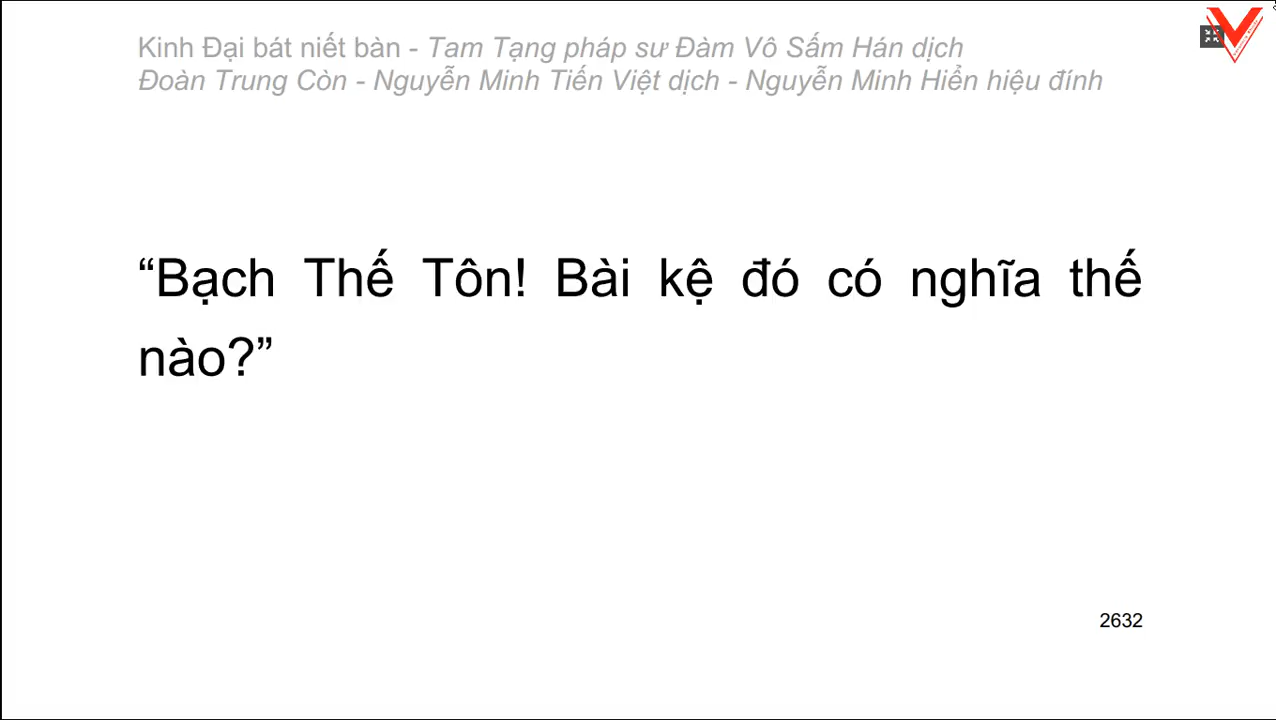 Kinh Đại bát niết bàn - Tam Tạng pháp sư Đàm Vô Sấm Hán dịch
Đoàn Trung Còn - Nguyễn Minh Tiến Việt dịch - Nguyễn Minh Hiển hiệu đính
“Bạch Thế Tôn! Bài kệ đó có nghĩa thế
nào?”
2632